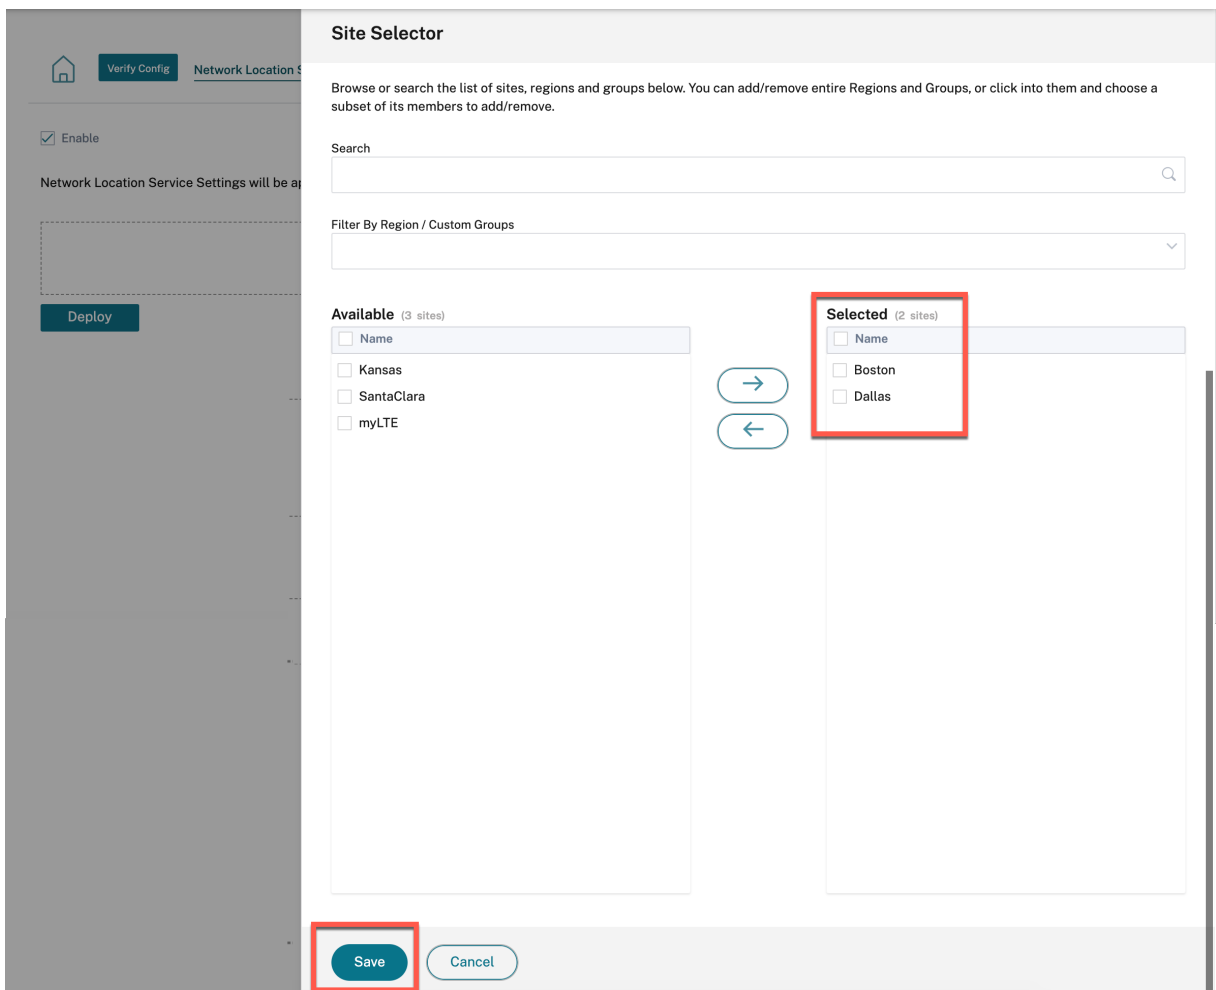 Site Selector
Verify Config
Network Location S
Browse or search the list of sites, regions and groups below. You can add/remove entire Regions and Groups, or click into them and choose a
subset of its members to add/remove.
Enable
Search
Network Location Service Settings will be a
Filter By Region / Custom Groups
Deploy
Available (3 sites)
Selected (2 sites)
Name
Name
Kansas
Boston
SantaClara
Dallas
myLTE
Save
Cancel